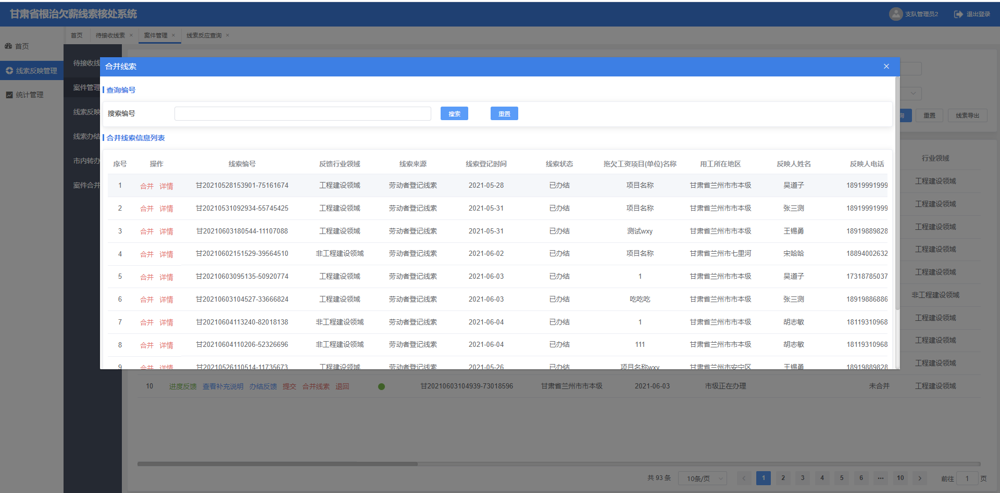 甘肃省根治欠薪线索核处系统
支队管理员2
退出登录
首页 待接收线索 × 案件管理 × 线索反应查询 ×
首页
线索反映管理
统计管理
待接收线
案件管理
线索反映
线索办结
市内转办
案件合并
合并线索 ×
查询编号
搜索编号 搜索 重置
重置 线索导出
合并线索信息列表
序号 操作 线索编号 反馈行业领域 线索来源 线索登记时间 线索状态 拖欠工资项目(单位)名称 用工所在地区 反映人姓名 反映人电话
1 合并 详情 甘20210528153901-75161674 工程建设领域 劳动者登记线索 2021-05-28 已办结 项目名称 甘肃省兰州市市本级 吴道子 18919991999
2 合并 详情 甘20210531092934-55745425 工程建设领域 劳动者登记线索 2021-05-31 已办结 项目名称 甘肃省兰州市市本级 张三测 18919991999
3 合并 详情 甘20210603180544-11107088 工程建设领域 劳动者登记线索 2021-05-31 已办结 测试wxy 甘肃省兰州市市本级 王锡勇 18919889828
4 合并 详情 甘20210602151529-39564510 非工程建设领域 劳动者登记线索 2021-06-02 已办结 项目名称 甘肃省兰州市七里河 宋哈哈 18894002632
5 合并 详情 甘20210603095135-50920774 工程建设领域 劳动者登记线索 2021-06-03 已办结 1 甘肃省兰州市市本级 吴道子 17318785037
6 合并 详情 甘20210603104527-33666824 工程建设领域 劳动者登记线索 2021-06-03 已办结 吃吃吃 甘肃省兰州市市本级 张三测 18919886886
7 合并 详情 甘20210604113240-82018138 非工程建设领域 劳动者登记线索 2021-06-04 已办结 1 甘肃省兰州市市本级 胡志敏 18119310968
8 合并 详情 甘20210604110206-52326696 非工程建设领域 劳动者登记线索 2021-06-04 已办结 111 甘肃省兰州市市本级 胡志敏 18119310968
9 合并 详情 甘20210526110514-11735673 工程建设领域 劳动者登记线索 2021-05-26 已办结 项目名称wxy 甘肃省兰州市安宁区 王锡勇 18919889828
行业领域
工程建设领域
工程建设领域
工程建设领域
工程建设领域
工程建设领域
非工程建设领域
工程建设领域
工程建设领域
工程建设领域
10 进度反馈 查看补充说明 办结反馈 提交 合并线索 退回 甘20210603104939-73018596 甘肃省兰州市市本级 2021-06-03 市级正在办理 未合并 工程建设领域
共 93 条 10条/页 1 2 3 4 5 6 ••• 10 前往 1 页